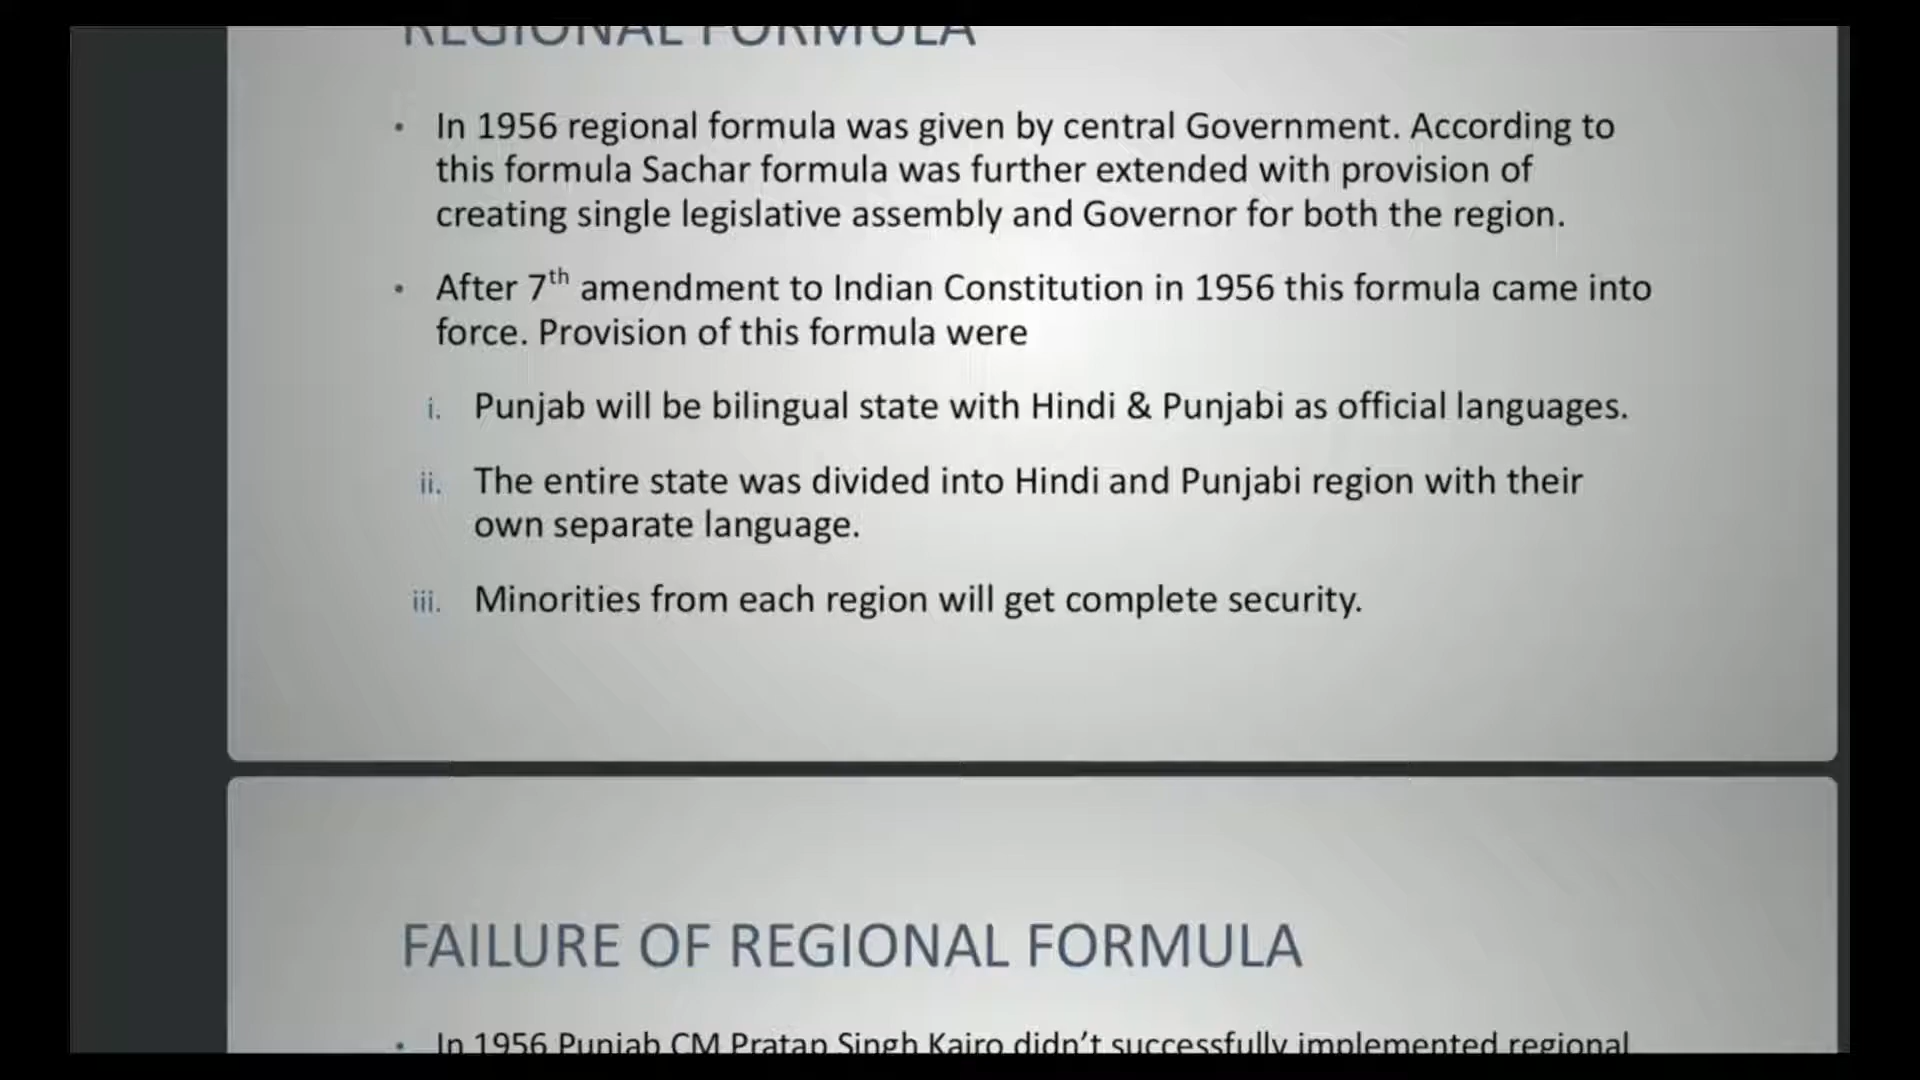 REGIONAL FORMULA
• In 1956 regional formula was given by central Government. According to
this formula Sachar formula was further extended with provision of
creating single legislative assembly and Governor for both the region.
• After 7th amendment to Indian Constitution in 1956 this formula came into
force. Provision of this formula were
i. Punjab will be bilingual state with Hindi & Punjabi as official languages.
ii. The entire state was divided into Hindi and Punjabi region with their
own separate language.
iii. Minorities from each region will get complete security.
FAILURE OF REGIONAL FORMULA
• In 1956 Punjab CM Pratap Singh Kairo didn't successfully implemented regional